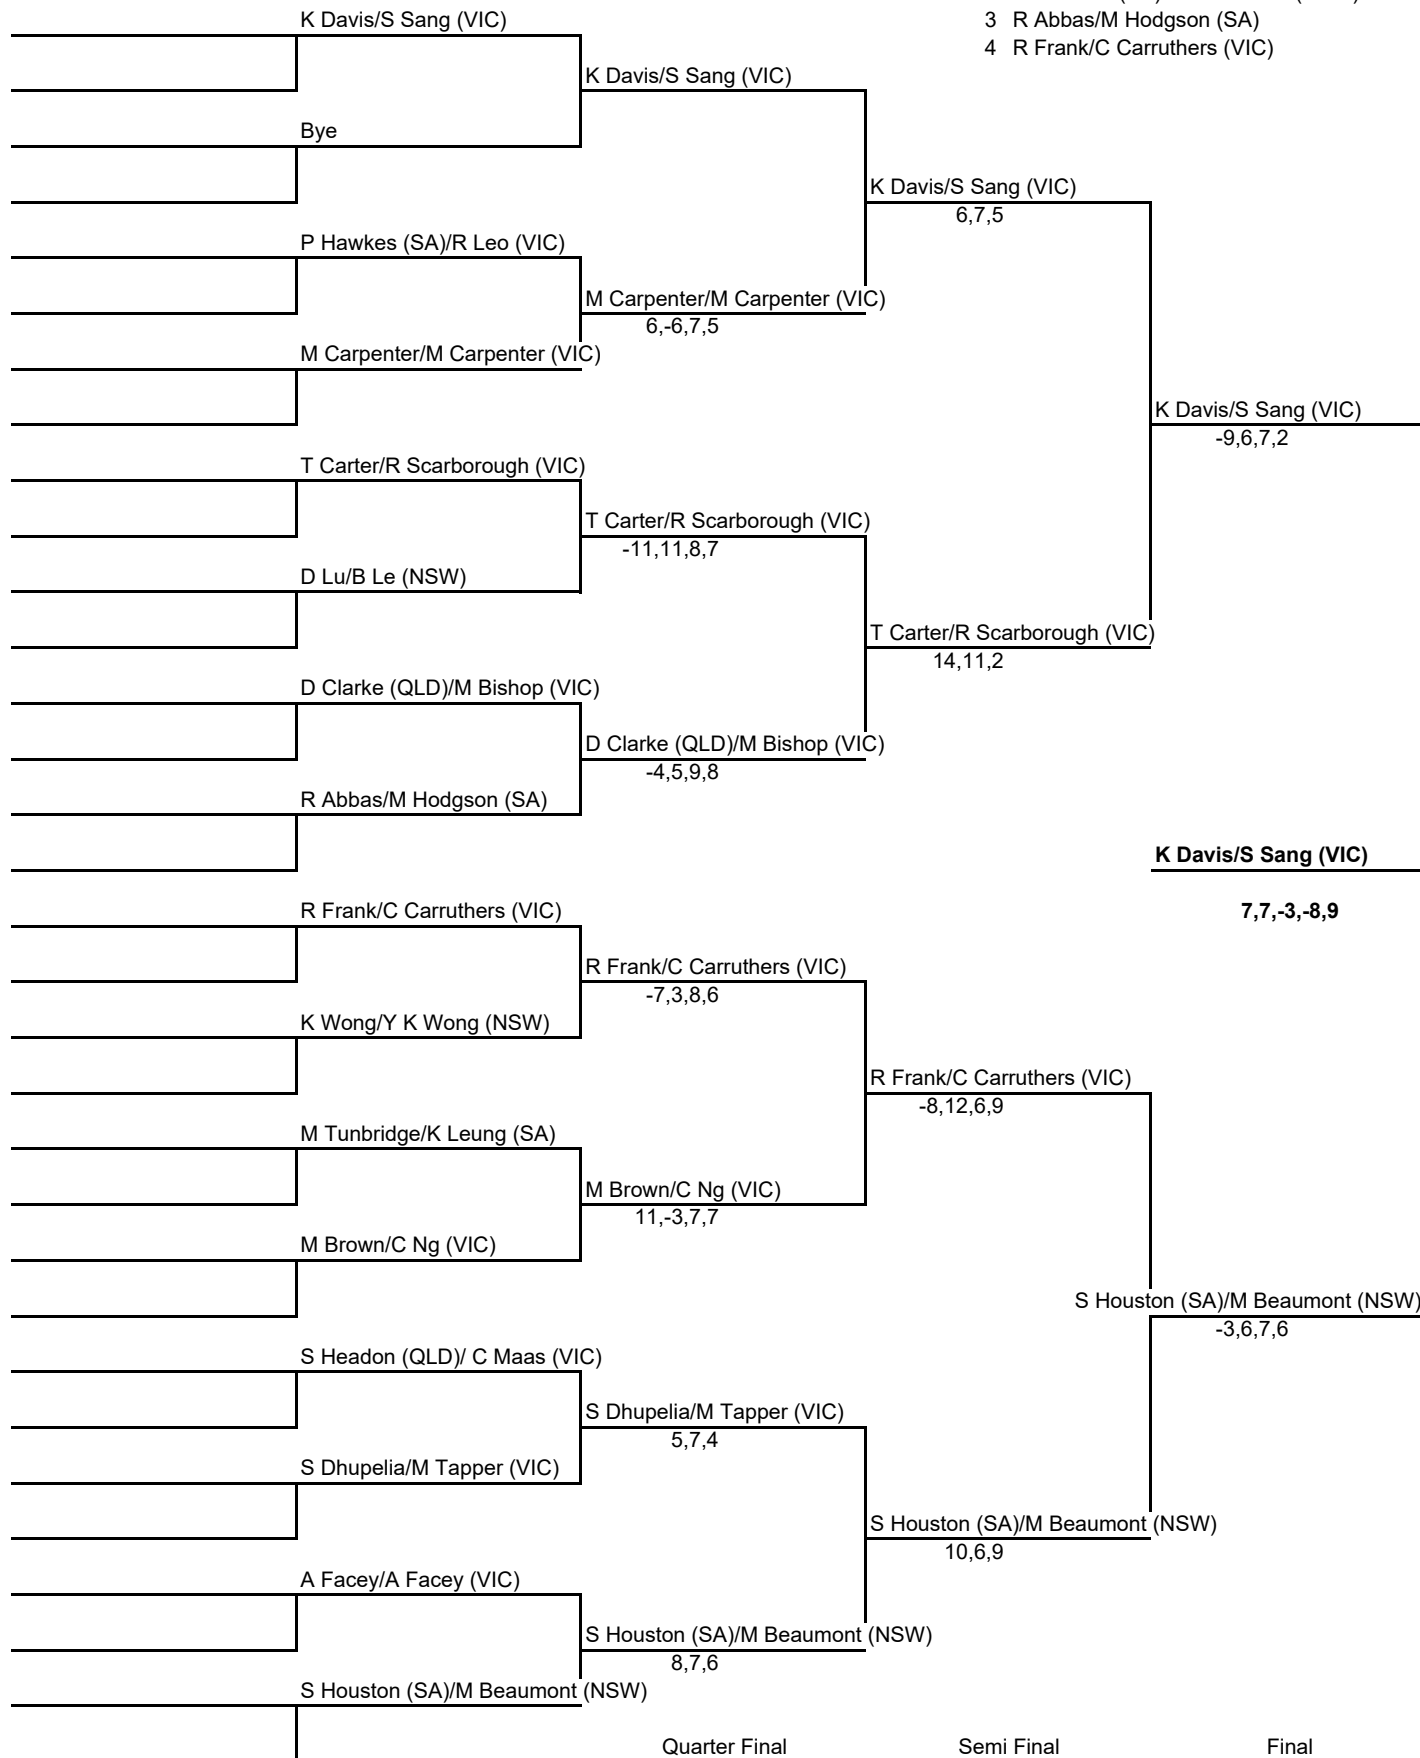 3 R Abbas/M Hodgson (SA)
4 R Frank/C Carruthers (VIC)
K Davis/S Sang (VIC)
K Davis/S Sang (VIC)
Bye
K Davis/S Sang (VIC)
6,7,5
P Hawkes (SA)/R Leo (VIC)
M Carpenter/M Carpenter (VIC)
6,-6,7,5
M Carpenter/M Carpenter (VIC)
K Davis/S Sang (VIC)
-9,6,7,2
T Carter/R Scarborough (VIC)
T Carter/R Scarborough (VIC)
-11,11,8,7
D Lu/B Le (NSW)
T Carter/R Scarborough (VIC)
14,11,2
D Clarke (QLD)/M Bishop (VIC)
D Clarke (QLD)/M Bishop (VIC)
-4,5,9,8
R Abbas/M Hodgson (SA)
K Davis/S Sang (VIC)
7,7,-3,-8,9
R Frank/C Carruthers (VIC)
R Frank/C Carruthers (VIC)
-7,3,8,6
K Wong/Y K Wong (NSW)
R Frank/C Carruthers (VIC)
-8,12,6,9
M Tunbridge/K Leung (SA)
M Brown/C Ng (VIC)
11,-3,7,7
M Brown/C Ng (VIC)
S Houston (SA)/M Beaumont (NSW)
-3,6,7,6
S Headon (QLD)/ C Maas (VIC)
S Dhupelia/M Tapper (VIC)
5,7,4
S Dhupelia/M Tapper (VIC)
S Houston (SA)/M Beaumont (NSW)
10,6,9
A Facey/A Facey (VIC)
S Houston (SA)/M Beaumont (NSW)
8,7,6
S Houston (SA)/M Beaumont (NSW)
Quarter Final Semi Final Final